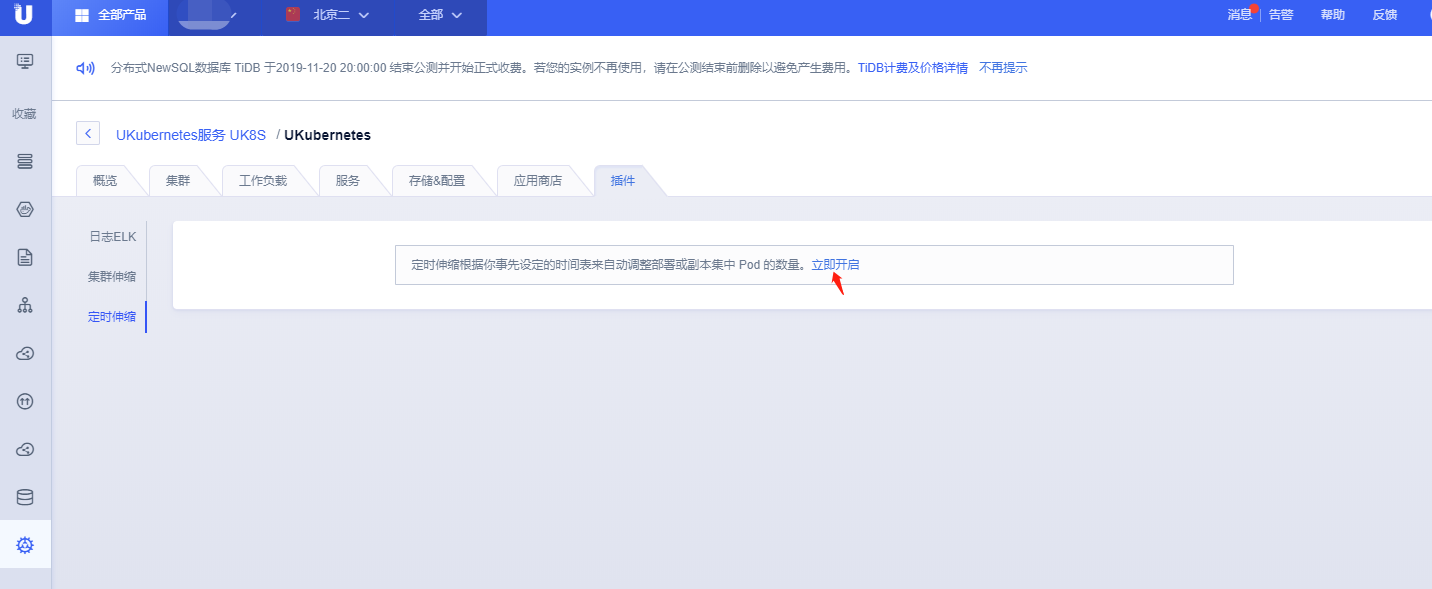 全部产品 北京二 全部 消息 告警 帮助 反馈
分布式NewSQL数据库 TiDB 于2019-11-20 20:00:00 结束公测并开始正式收费。若您的实例不再使用，请在公测结束前删除以避免产生费用。TiDB计费及价格详情 不再提示
收藏
UKubernetes服务 UK8S / UKubernetes
概览 集群 工作负载 服务 存储&配置 应用商店 插件
日志ELK
集群伸缩
定时伸缩
定时伸缩根据你事先设定的时间表来自动调整部署或副本集中 Pod 的数量。立即开启